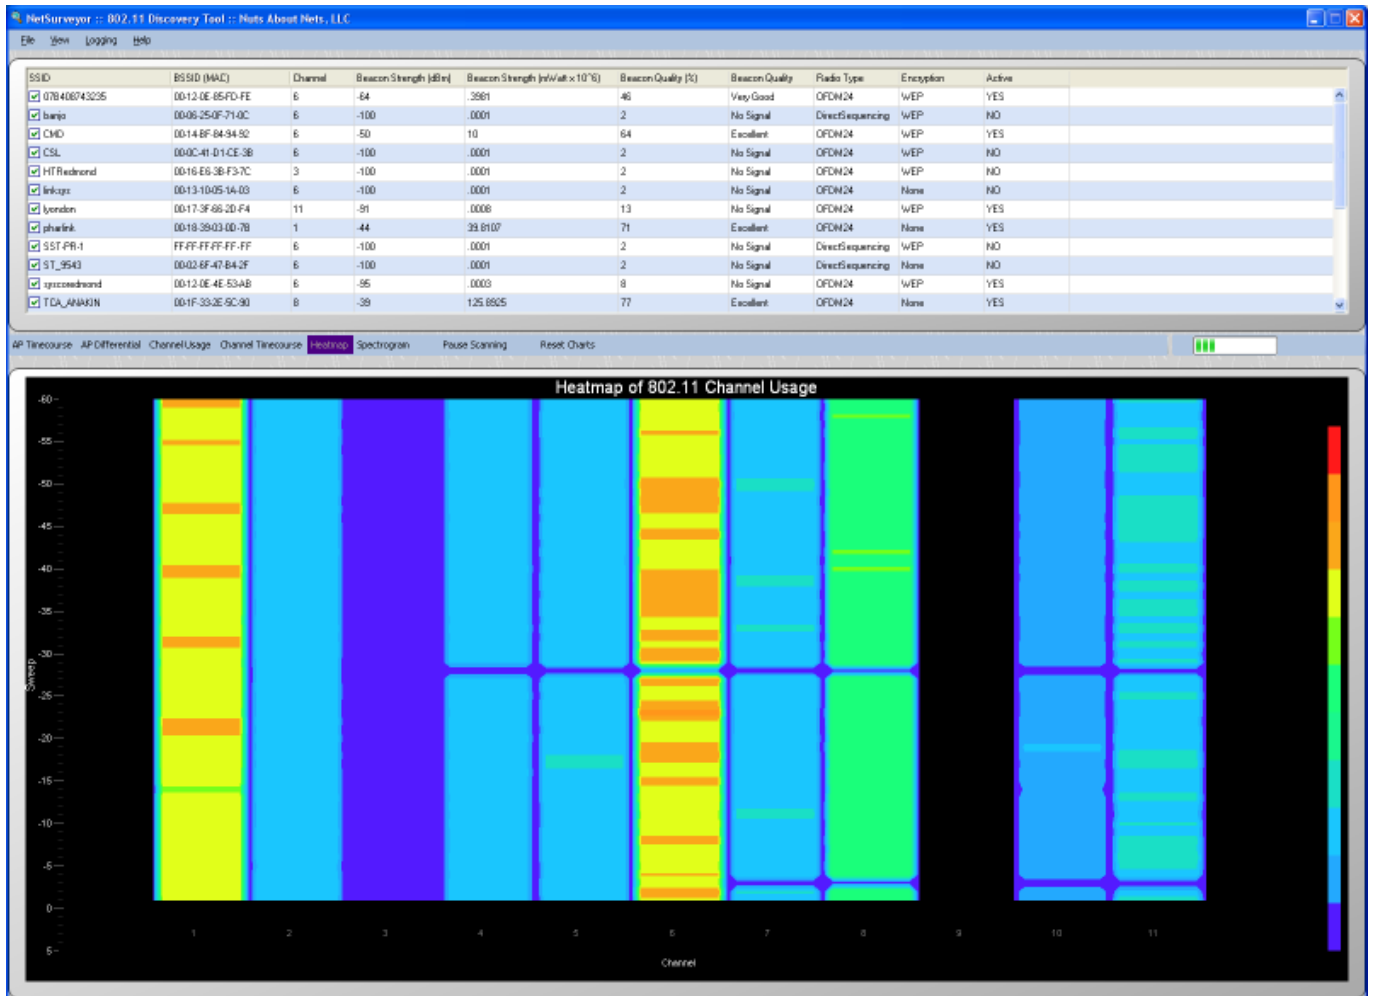 NetSurveyor :: 802.11 Discovery Tool :: Nuts About Nets, LLC
File View Logging Help
SSID BSSID (MAC) Channel Beacon Strength (dBm) Beacon Strength (mWatt x 10^6) Beacon Quality (%) Beacon Quality Radio Type Encryption Active
07B408743235 00-12-0E-85-FD-FE 6 -64 .3981 46 Very Good OFDM24 WEP YES
banjo 00-06-25-0F-71-0C 6 -100 .0001 2 No Signal DirectSequencing WEP NO
CMD 00-14-BF-84-94-92 6 -50 10 64 Excellent OFDM24 WEP YES
CSL 00-0C-41-D1-CE-3B 6 -100 .0001 2 No Signal OFDM24 WEP NO
HTRedmond 00-16-E6-3B-F3-7C 3 -100 .0001 2 No Signal OFDM24 WEP NO
linksys 00-13-10-05-1A-D3 6 -100 .0001 2 No Signal OFDM24 None NO
lyondon 00-17-3F-66-2D-F4 11 -91 .0008 13 No Signal OFDM24 WEP YES
pharlink 00-18-39-03-0D-7B 1 -44 39.8107 71 Excellent OFDM24 None YES
SST-PR-1 FF-FF-FF-FF-FF-FF 6 -100 .0001 2 No Signal DirectSequencing WEP NO
ST_9543 00-02-6F-47-B4-2F 6 -100 .0001 2 No Signal DirectSequencing None NO
syscoredmond 00-12-0E-4E-53-AB 6 -95 .0003 8 No Signal OFDM24 WEP YES
TCA_ANAKIN 00-1F-33-2E-5C-90 8 -39 125.8925 77 Excellent OFDM24 None YES
AP Timecourse AP Differential Channel Usage Channel Timecourse Heatmap Spectrogram Pause Scanning Reset Charts
Heatmap of 802.11 Channel Usage
-60
-55
-50
-45
-40
-35
-30
Sweep
-25
-20
-15
-10
-5
0
5
1 2 3 4 5 6 7 8 9 10 11
Channel